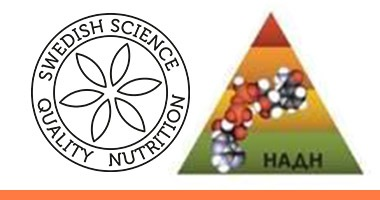 SWEDISH SCIENCE
QUALITY NUTRITION
НАДН